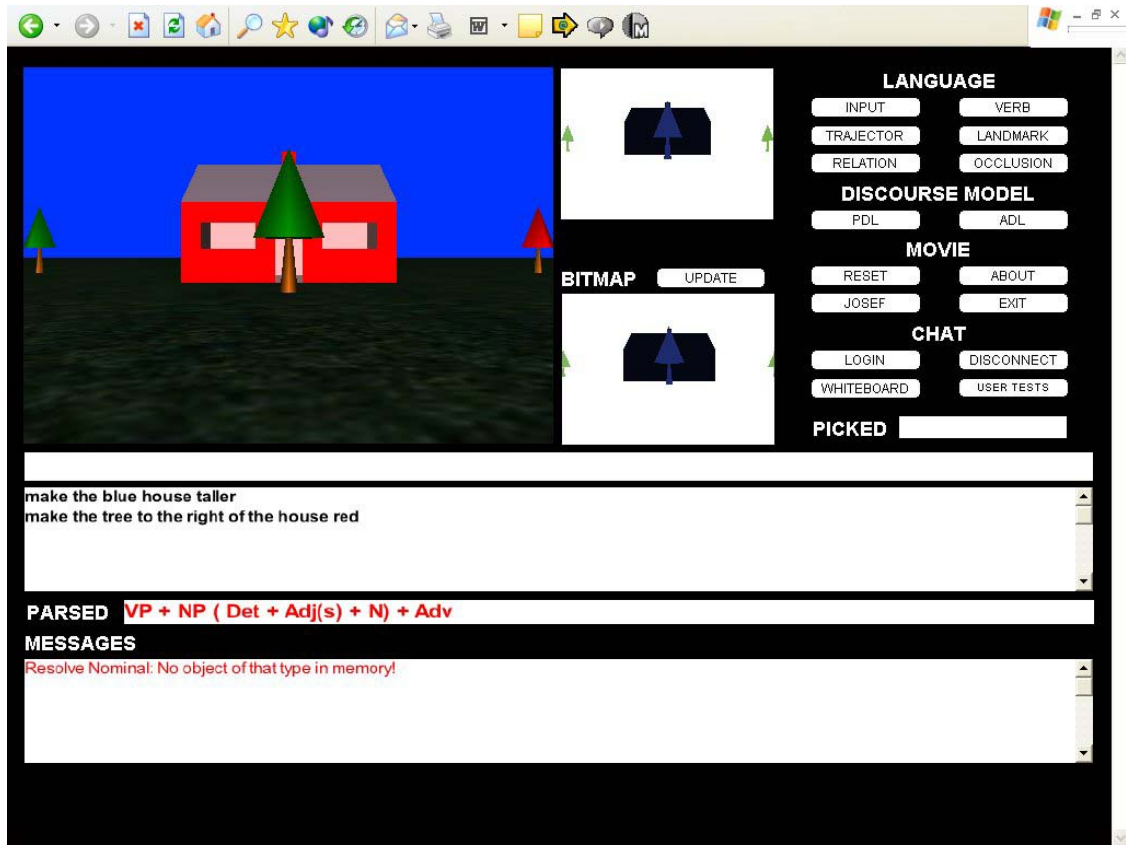 LANGUAGE
INPUT VERB
TRAJECTOR LANDMARK
RELATION OCCLUSION
DISCOURSE MODEL
PDL ADL
MOVIE
BITMAP UPDATE RESET ABOUT
JOSEF EXIT
CHAT
LOGIN DISCONNECT
WHITEBOARD USER TESTS
PICKED
make the blue house taller
make the tree to the right of the house red
PARSED VP + NP ( Det + Adj(s) + N) + Adv
MESSAGES
Resolve Nominal: No object of that type in memory!